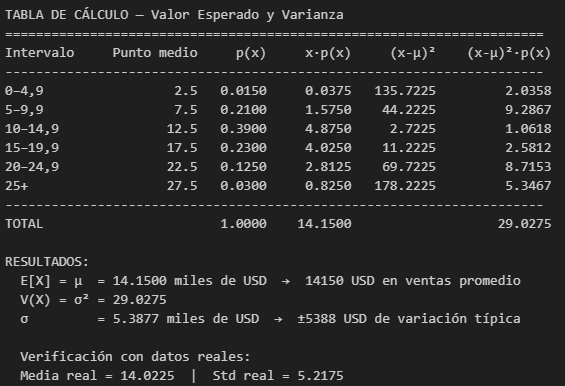 TABLA DE CÁLCULO — Valor Esperado y Varianza
======================================================================
Intervalo     Punto medio     p(x)    x·p(x)     (x-μ)²    (x-μ)²·p(x)
----------------------------------------------------------------------
0–4,9                 2.5   0.0150    0.0375   135.7225         2.0358
5–9,9                 7.5   0.2100    1.5750    44.2225         9.2867
10–14,9              12.5   0.3900    4.8750     2.7225         1.0618
15–19,9              17.5   0.2300    4.0250    11.2225         2.5812
20–24,9              22.5   0.1250    2.8125    69.7225         8.7153
25+                  27.5   0.0300    0.8250   178.2225         5.3467
----------------------------------------------------------------------
TOTAL                       1.0000   14.1500                   29.0275
RESULTADOS:
E[X] = μ  = 14.1500 miles de USD  →  14150 USD en ventas promedio
V(X) = σ² = 29.0275
σ         = 5.3877 miles de USD  →  ±5388 USD de variación típica
Verificación con datos reales:
Media real = 14.0225  |  Std real = 5.2175